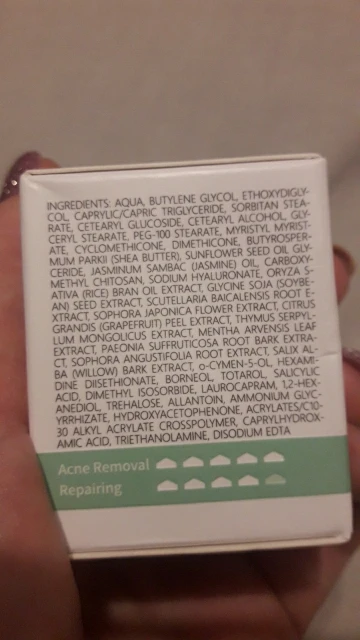 INGREDIENTS: AQUA, BUTYLENE GLYCOL, ETHOXYDIGLY-
COL, CAPRYLIC/CAPRIC TRIGLYCERIDE, SORBITAN STEA-
RATE, CETEARYL GLUCOSIDE, CETEARYL ALCOHOL, GLY-
CERYL STEARATE, PEG-100 STEARATE, MYRISTYL MYRIST-
ATE, CYCLOMETHICONE, DIMETHICONE, BUTYROSPER-
MUM PARKII (SHEA BUTTER), SUNFLOWER SEED OIL GLY-
CERIDE, JASMINUM SAMBAC (JASMINE) OIL, CARBOXY-
METHYL CHITOSAN, SODIUM HYALURONATE, ORYZA S-
ATIVA (RICE) BRAN OIL EXTRACT, GLYCINE SOJA (SOYBE-
AN) SEED EXTRACT, SCUTELLARIA BAICALENSIS ROOT E-
XTRACT, SOPHORA JAPONICA FLOWER EXTRACT, CITRUS
GRANDIS (GRAPEFRUIT) PEEL EXTRACT, THYMUS SERPYL-
LUM MONGOLICUS EXTRACT, MENTHA ARVENSIS LEAF
EXTRACT, PAEONIA SUFFRUTICOSA ROOT BARK EXTRA-
CT, SOPHORA ANGUSTIFOLIA ROOT EXTRACT, SALIX AL-
BA (WILLOW) BARK EXTRACT, o-CYMEN-5-OL, HEXAMI-
DINE DIISETHIONATE, BORNEOL, TOTAROL, SALICYLIC
ACID, DIMETHYL ISOSORBIDE, LAUROCAPRAM, 1,2-HEX-
ANEDIOL, TREHALOSE, ALLANTOIN, AMMONIUM GLYC-
YRRHIZATE, HYDROXYACETOPHENONE, ACRYLATES/C10-
30 ALKYL ACRYLATE CROSSPOLYMER, CAPRYLHYDROX-
AMIC ACID, TRIETHANOLAMINE, DISODIUM EDTA
Acne Removal
Repairing